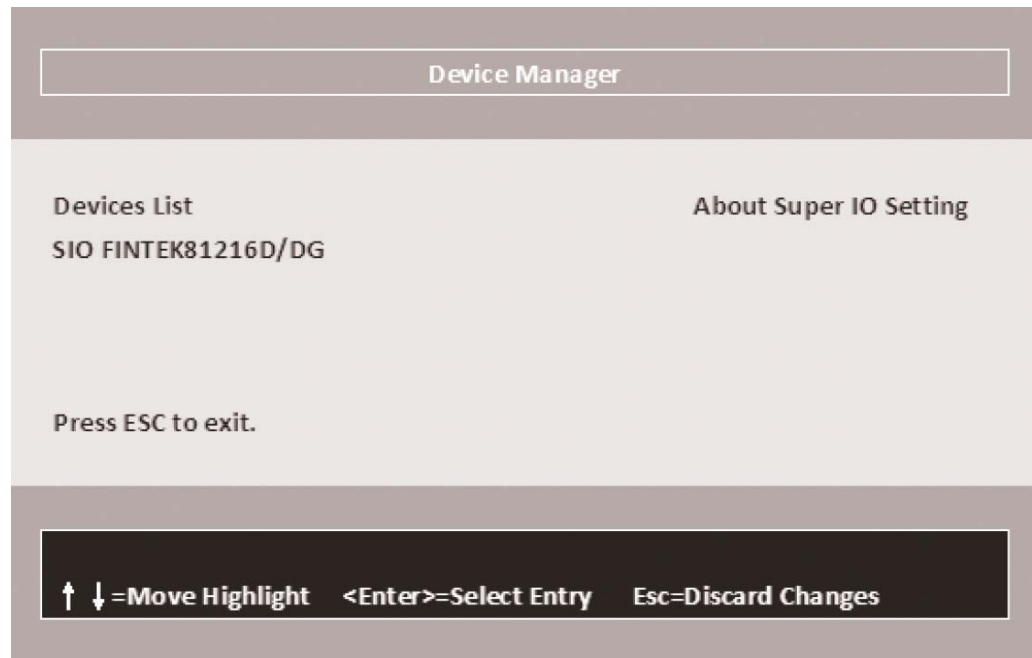 Device Manager
Devices List
About Super IO Setting
SIO FINTEK81216D/DG
Press ESC to exit.
↑ ↓=Move Highlight <Enter>=Select Entry Esc=Discard Changes